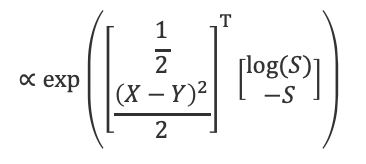 ∝ exp([1/2 (X − Y)²/2]ᵀ [log(S) −S])